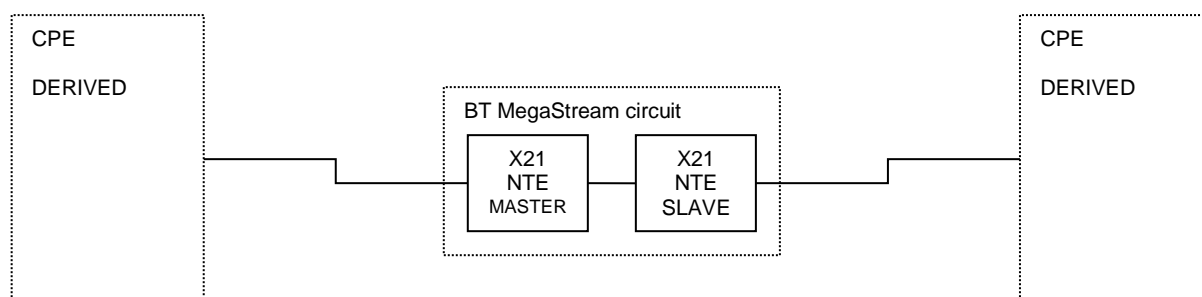 CPE
DERIVED
CPE
DERIVED
BT MegaStream circuit
X21
NTE
MASTER
X21
NTE
SLAVE